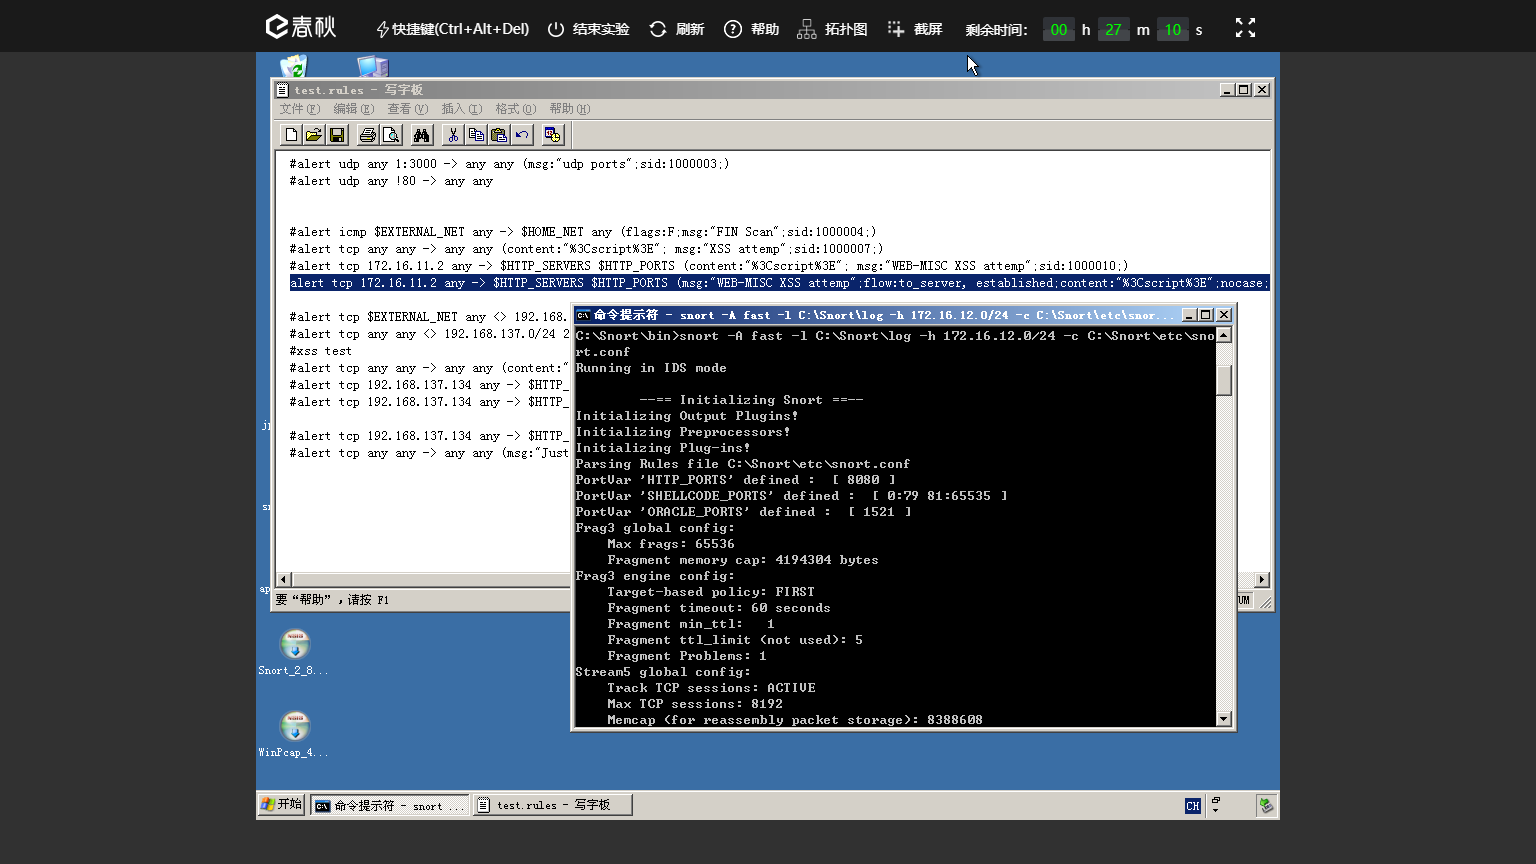 春秋 快捷键(Ctrl+Alt+Del) 结束实验 刷新 帮助 拓扑图 截屏 剩余时间: 00 h 27 m 10 s
test.rules - 写字板
文件(F) 编辑(E) 查看(V) 插入(I) 格式(O) 帮助(H)
#alert udp any 1:3000 -> any any (msg:"udp ports";sid:1000003;)
#alert udp any !80 -> any any
#alert icmp $EXTERNAL_NET any -> $HOME_NET any (flags:F;msg:"FIN Scan";sid:1000004;)
#alert tcp any any -> any any (content:"%3Cscript%3E"; msg:"XSS attemp";sid:1000007;)
#alert tcp 172.16.11.2 any -> $HTTP_SERVERS $HTTP_PORTS (content:"%3Cscript%3E"; msg:"WEB-MISC XSS attemp";sid:1000010;)
alert tcp 172.16.11.2 any -> $HTTP_SERVERS $HTTP_PORTS (msg:"WEB-MISC XSS attemp";flow:to_server, established;content:"%3Cscript%3E";nocase;
#alert tcp $EXTERNAL_NET any <> 192.168.
#alert tcp any any <> 192.168.137.0/24 2
#xss test
#alert tcp any any -> any any (content:"
#alert tcp 192.168.137.134 any -> $HTTP_
#alert tcp 192.168.137.134 any -> $HTTP_
#alert tcp 192.168.137.134 any -> $HTTP_
#alert tcp any any -> any any (msg:"Just
要“帮助”，请按 F1
UM
命令提示符 - snort -A fast -l C:\Snort\log -h 172.16.12.0/24 -c C:\Snort\etc\snor...
C:\Snort\bin>snort -A fast -l C:\Snort\log -h 172.16.12.0/24 -c C:\Snort\etc\sno
rt.conf
Running in IDS mode
--== Initializing Snort ==--
Initializing Output Plugins!
Initializing Preprocessors!
Initializing Plug-ins!
Parsing Rules file C:\Snort\etc\snort.conf
PortVar 'HTTP_PORTS' defined :  [ 8080 ]
PortVar 'SHELLCODE_PORTS' defined :  [ 0:79 81:65535 ]
PortVar 'ORACLE_PORTS' defined :  [ 1521 ]
Frag3 global config:
Max frags: 65536
Fragment memory cap: 4194304 bytes
Frag3 engine config:
Target-based policy: FIRST
Fragment timeout: 60 seconds
Fragment min_ttl:   1
Fragment ttl_limit (not used): 5
Fragment Problems: 1
Stream5 global config:
Track TCP sessions: ACTIVE
Max TCP sessions: 8192
Memcap (for reassembly packet storage): 8388608
Snort_2_8...
WinPcap_4...
开始 命令提示符 - snort ... test.rules - 写字板 CH